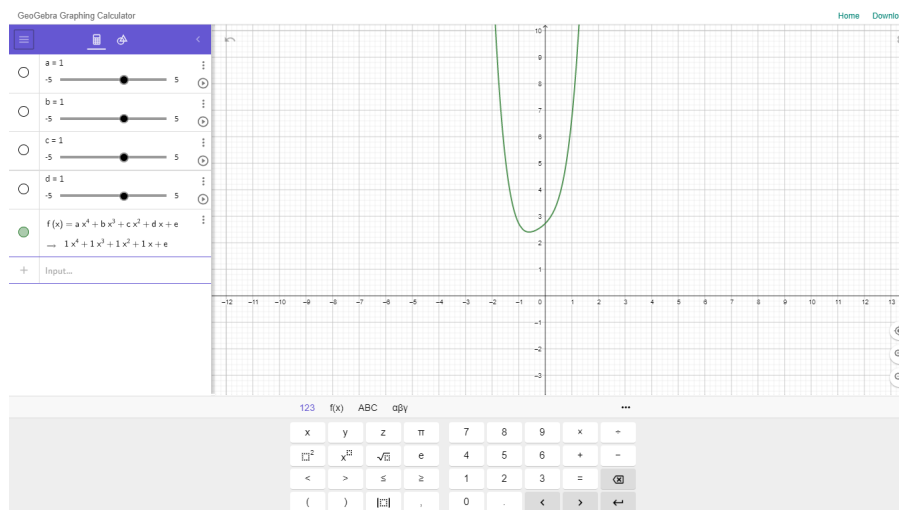 GeoGebra Graphing Calculator
Home Downlo
a = 1
-5 5
b = 1
-5 5
c = 1
-5 5
d = 1
-5 5
f (x) = a x⁴ + b x³ + c x² + d x + e
→ 1 x⁴ + 1 x³ + 1 x² + 1 x + e
+ Input...
10
9
8
7
6
5
4
3
2
1
−12 −11 −10 −9 −8 −7 −6 −5 −4 −3 −2 −1 0 1 2 3 4 5 6 7 8 9 10 11 12 13
−1
−2
−3
123 f(x) ABC αβγ •••
x y z π 7 8 9 × ÷
□² x□ √□ e 4 5 6 + −
< > ≤ ≥ 1 2 3 =
( ) |□| , 0 . < >